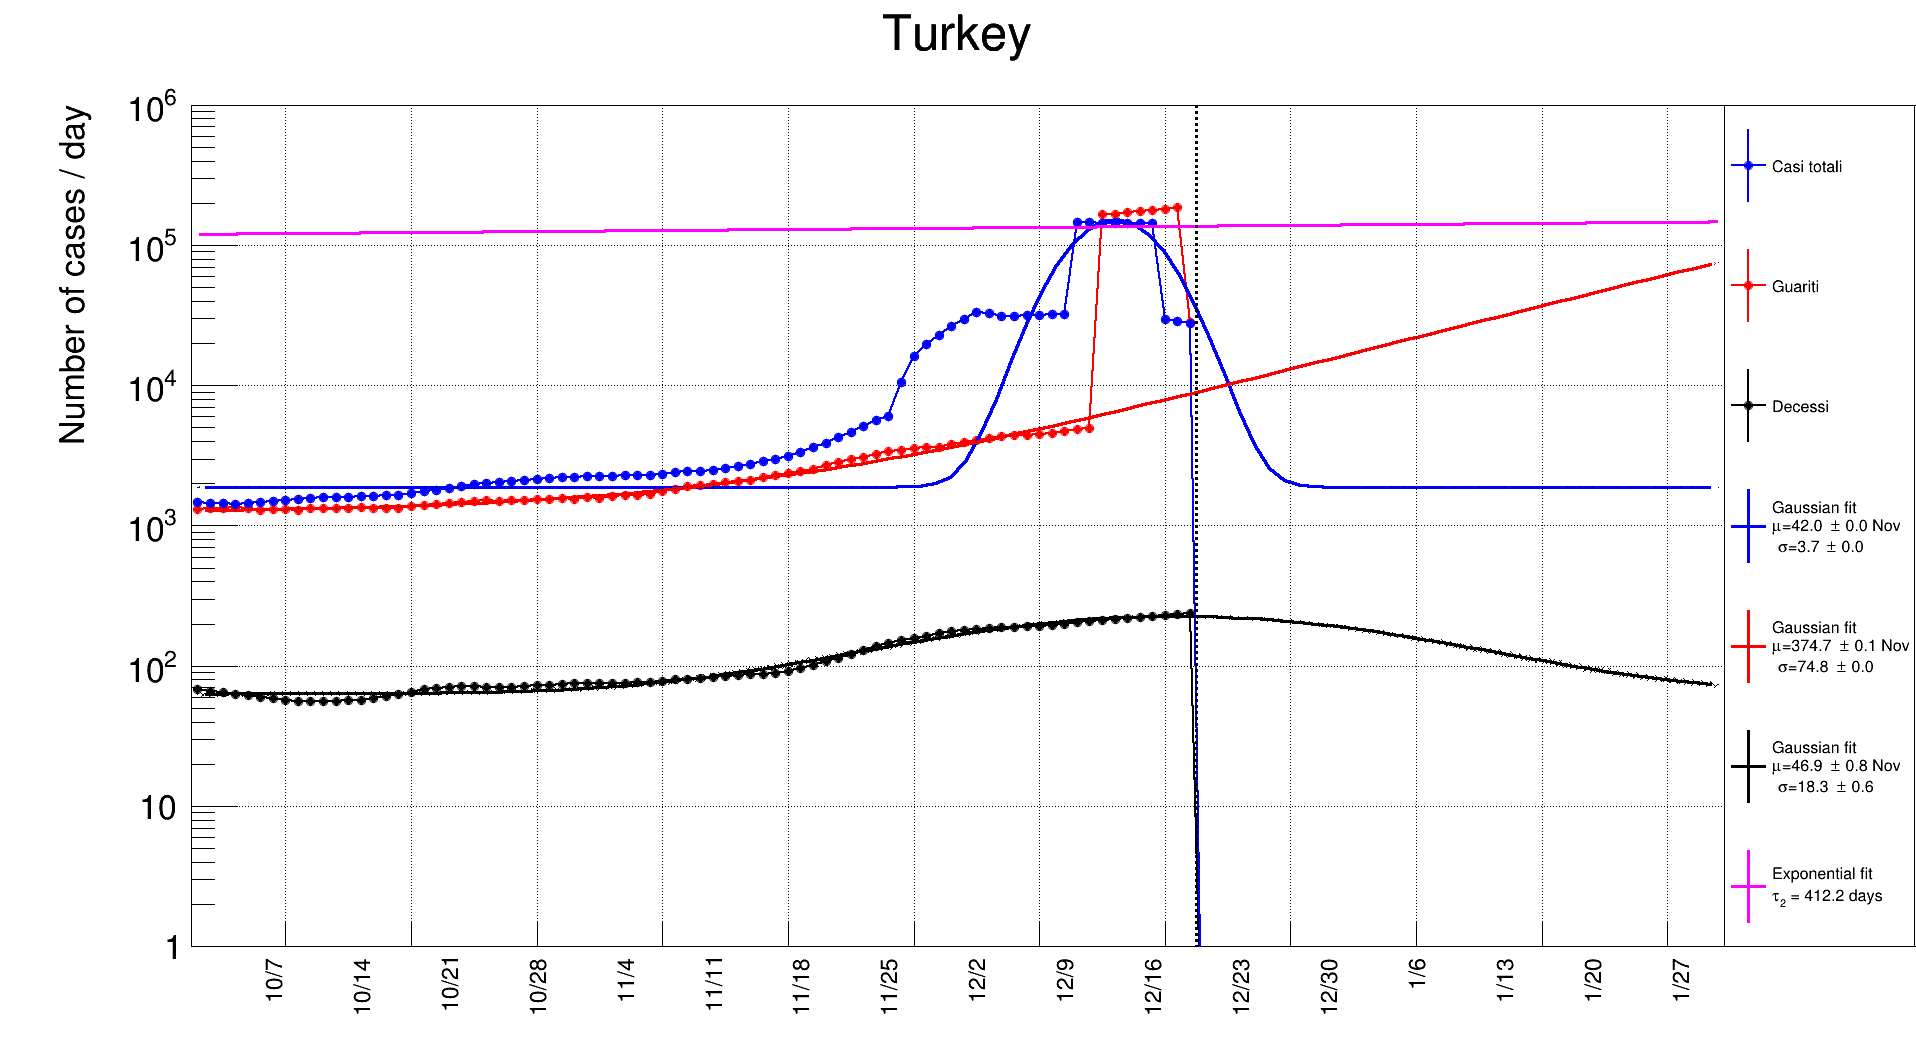 Turkey
Number of cases / day
10^6
10^5
10^4
10^3
10^2
10
1
10/7
10/14
10/21
10/28
11/4
11/11
11/18
11/25
12/2
12/9
12/16
12/23
12/30
1/6
1/13
1/20
1/27
Casi totali
Guariti
Decessi
Gaussian fit
μ=42.0 ± 0.0 Nov
σ=3.7 ± 0.0
Gaussian fit
μ=374.7 ± 0.1 Nov
σ=74.8 ± 0.0
Gaussian fit
μ=46.9 ± 0.8 Nov
σ=18.3 ± 0.6
Exponential fit
τ₂ = 412.2 days